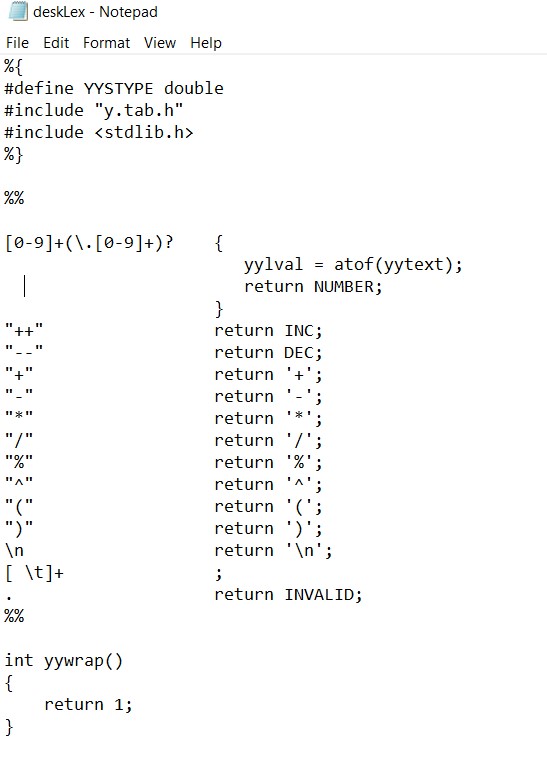 deskLex - Notepad
File Edit Format View Help
%{
#define YYSTYPE double
#include "y.tab.h"
#include <stdlib.h>
%}
%%
[0-9]+(\.[0-9]+)? {
yylval = atof(yytext);
return NUMBER;
}
"++" return INC;
"--" return DEC;
"+" return '+';
"-" return '-';
"*" return '*';
"/" return '/';
"%" return '%';
"^" return '^';
"(" return '(';
")" return ')';
\n return '\n';
[ \t]+ ;
. return INVALID;
%%
int yywrap()
{
return 1;
}